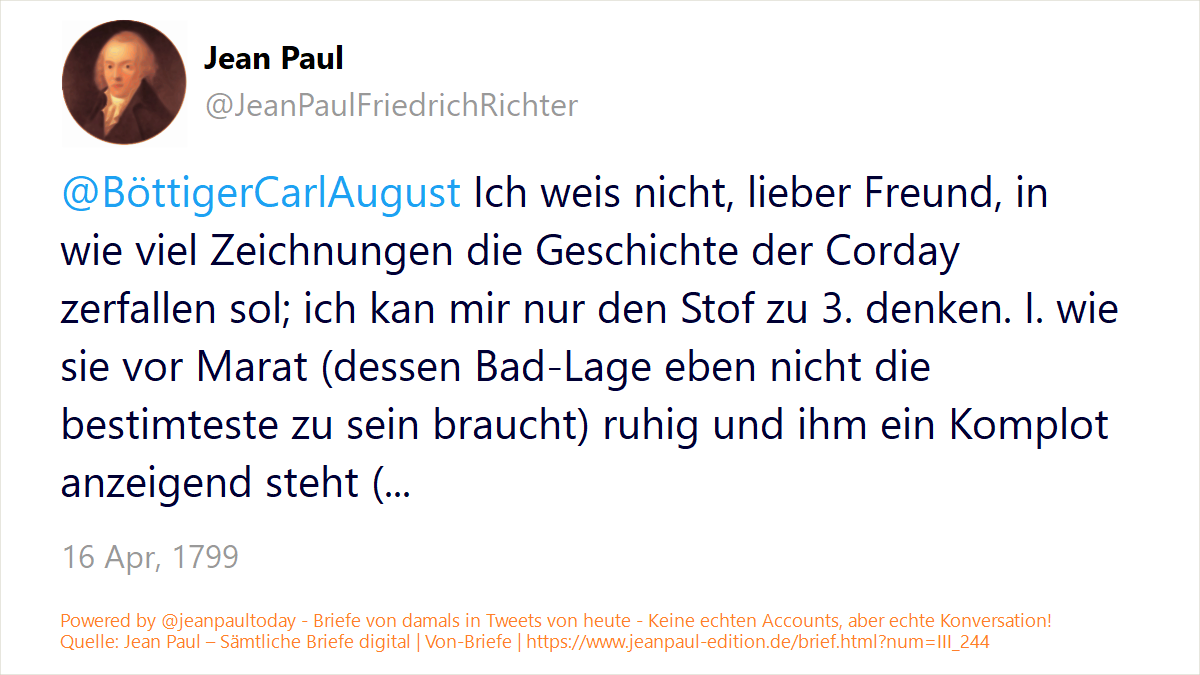 Jean Paul
@JeanPaulFriedrichRichter
@BöttigerCarlAugust Ich weis nicht, lieber Freund, in
wie viel Zeichnungen die Geschichte der Corday
zerfallen sol; ich kan mir nur den Stof zu 3. denken. I. wie
sie vor Marat (dessen Bad-Lage eben nicht die
bestimteste zu sein braucht) ruhig und ihm ein Komplot
anzeigend steht (...
16 Apr, 1799
Powered by @jeanpaultoday - Briefe von damals in Tweets von heute - Keine echten Accounts, aber echte Konversation!
Quelle: Jean Paul – Sämtliche Briefe digital | Von-Briefe | https://www.jeanpaul-edition.de/brief.html?num=III_244